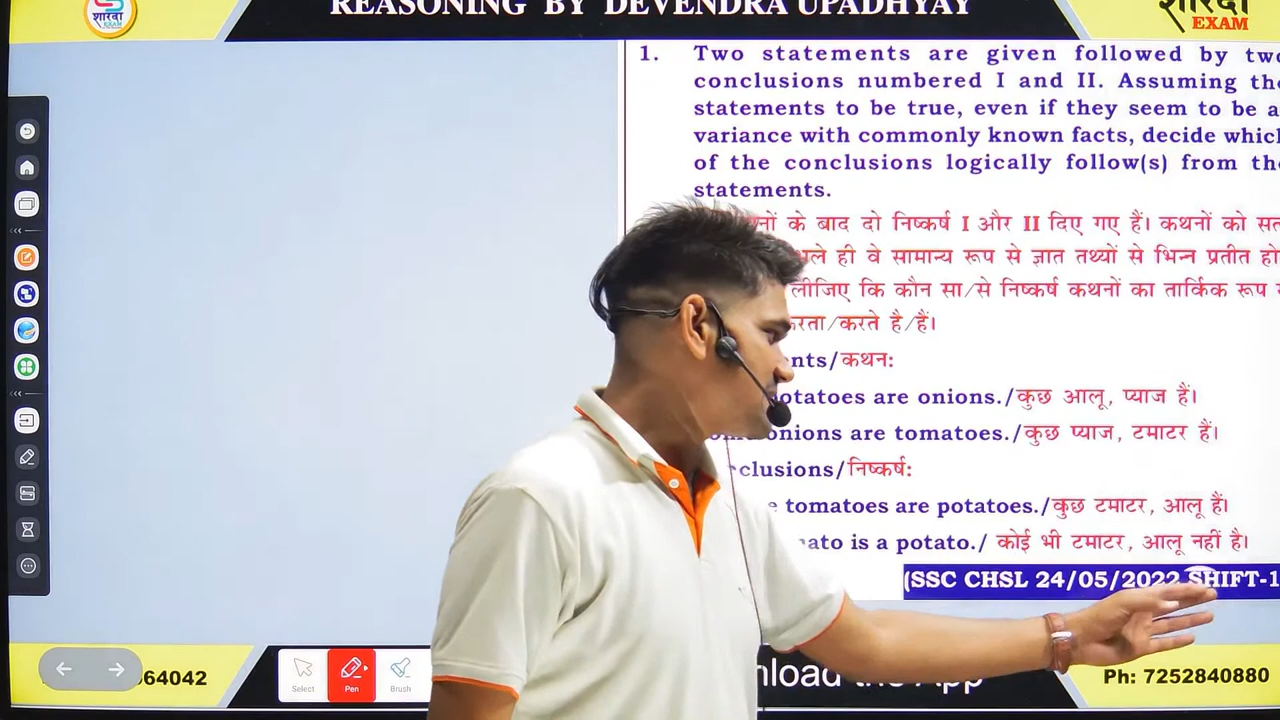 REASONING BY DEVENDRA UPADHYAY
शारदा
EXAM
शारदा
EXAM
1. Two statements are given followed by two
conclusions numbered I and II. Assuming the
statements to be true, even if they seem to be a
variance with commonly known facts, decide which
of the conclusions logically follow(s) from the
statements.
के बाद दो निष्कर्ष I और II दिए गए हैं। कथनों को सत
ही वे सामान्य रूप से ज्ञात तथ्यों से भिन्न प्रतीत हो
लीजिए कि कौन सा/से निष्कर्ष कथनों का तार्किक रूप
करता/करते है/हैं।
nts/कथन:
potatoes are onions./कुछ आलू, प्याज हैं।
onions are tomatoes./कुछ प्याज, टमाटर हैं।
clusions/निष्कर्ष:
e tomatoes are potatoes./कुछ टमाटर, आलू हैं।
ato is a potato./ कोई भी टमाटर, आलू नहीं है।
(SSC CHSL 24/05/2022 SHIFT-1
64042
Select
Pen
Brush
nload the App
Ph: 7252840880